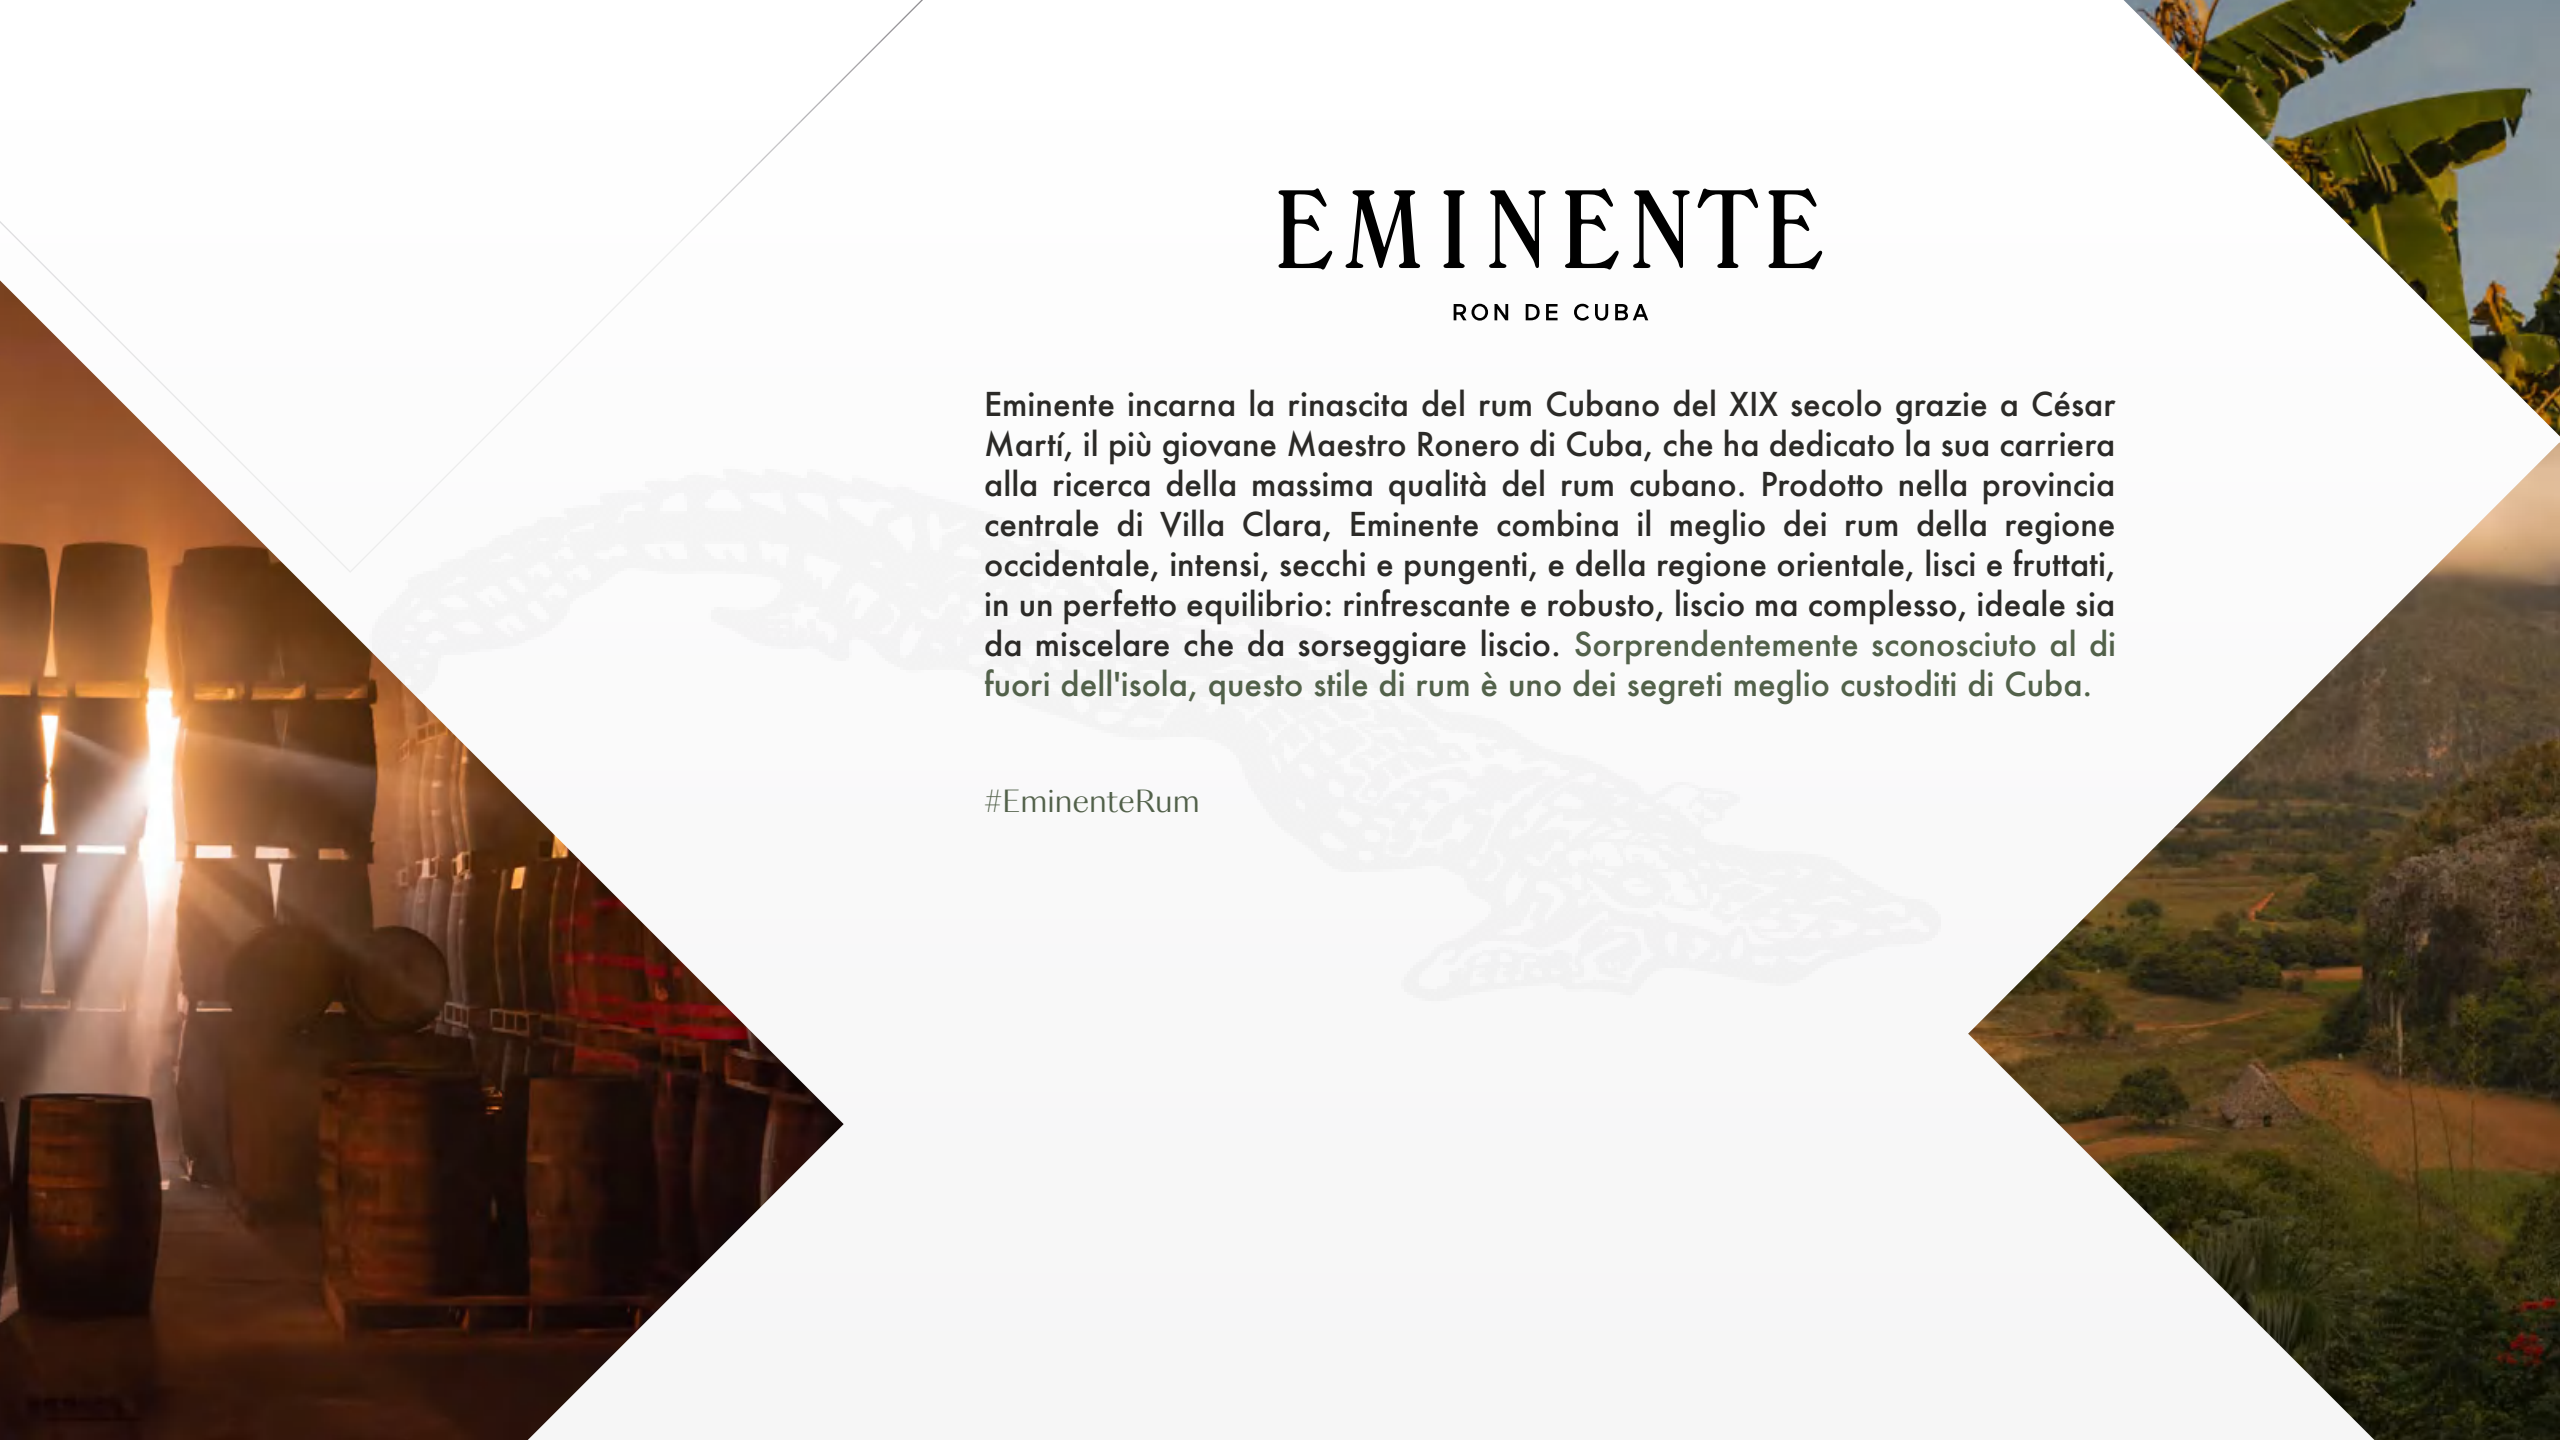 EMINENTE
RON DE CUBA
Eminente incarna la rinascita del rum Cubano del XIX secolo grazie a César
Martí, il più giovane Maestro Ronero di Cuba, che ha dedicato la sua carriera
alla ricerca della massima qualità del rum cubano. Prodotto nella provincia
centrale di Villa Clara, Eminente combina il meglio dei rum della regione
occidentale, intensi, secchi e pungenti, e della regione orientale, lisci e fruttati,
in un perfetto equilibrio: rinfrescante e robusto, liscio ma complesso, ideale sia
da miscelare che da sorseggiare liscio. Sorprendentemente sconosciuto al di
fuori dell'isola, questo stile di rum è uno dei segreti meglio custoditi di Cuba.
#EminenteRum